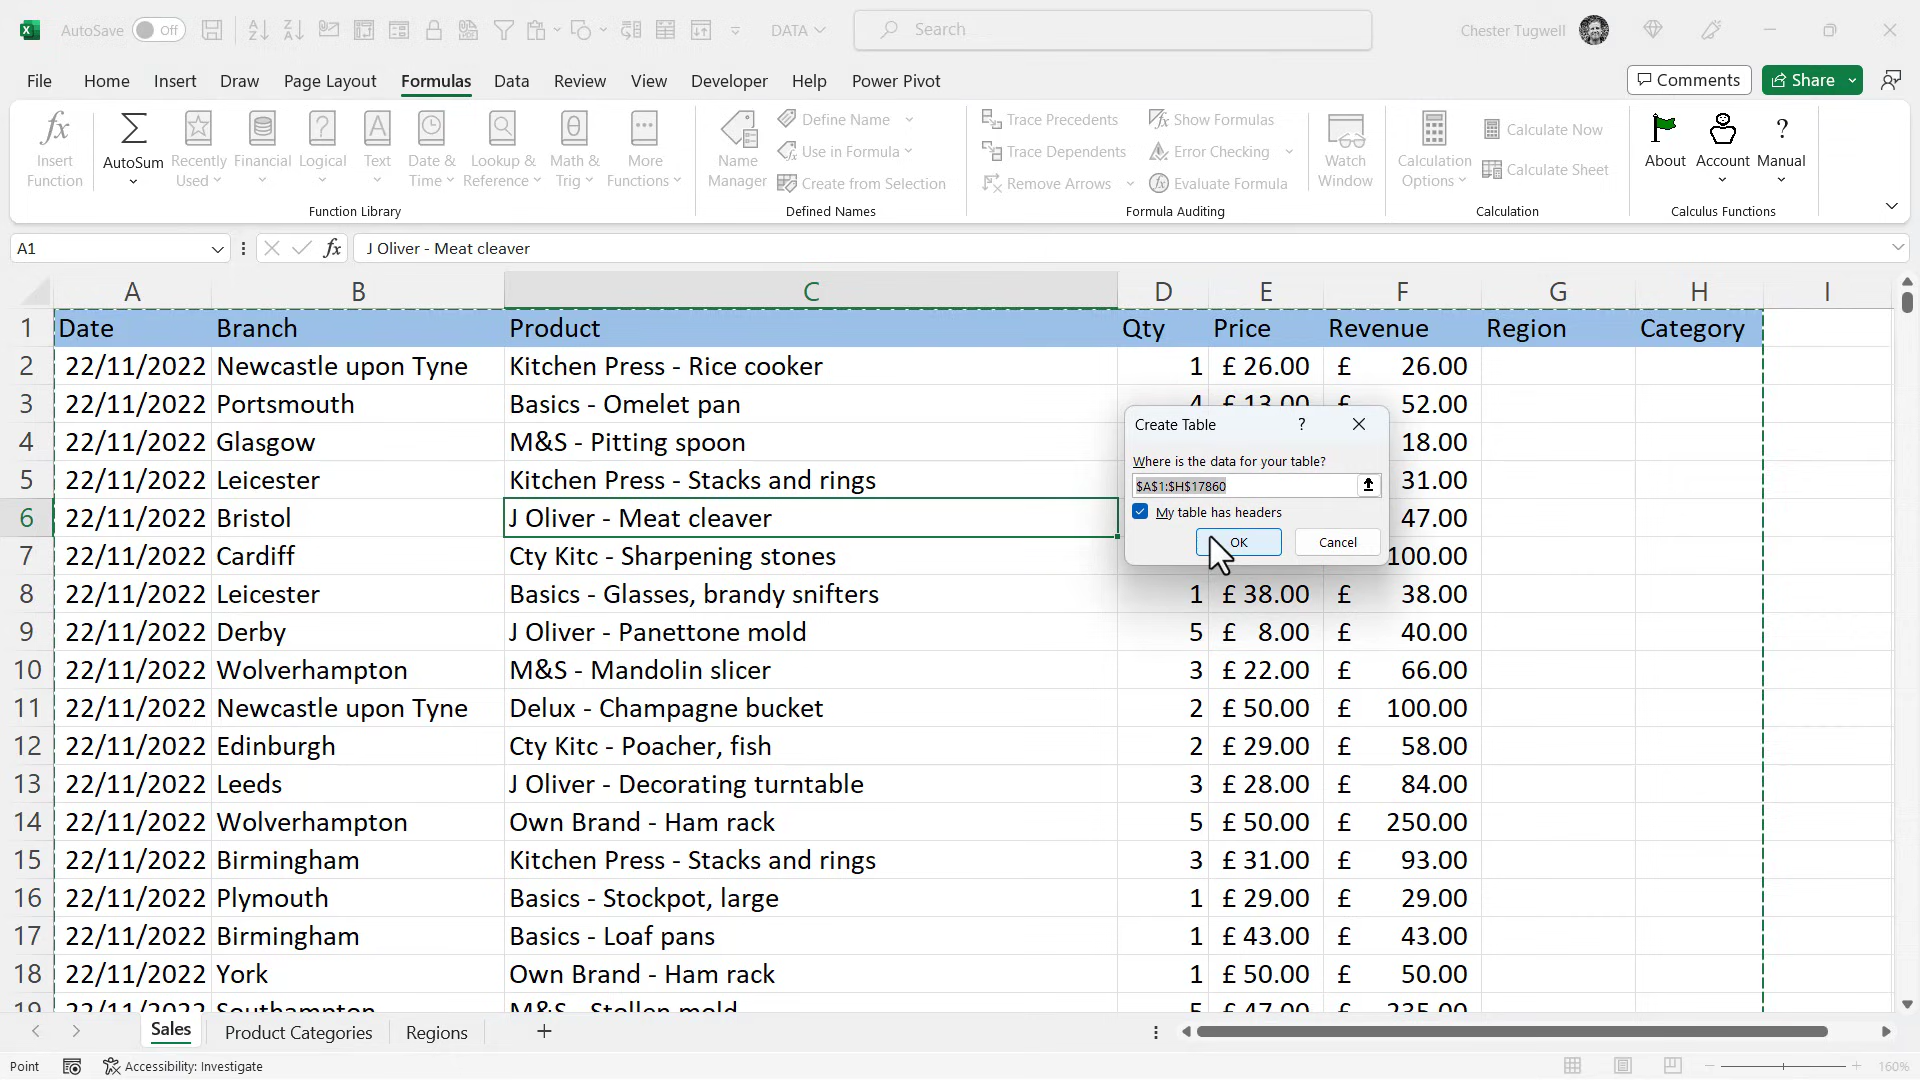 AutoSave Off DATA Search Chester Tugwell
File Home Insert Draw Page Layout Formulas Data Review View Developer Help Power Pivot Comments Share
Insert Function
AutoSum
Recently Used
Financial
Logical
Text
Date & Time
Lookup & Reference
Math & Trig
More Functions
Function Library
Name Manager
Define Name
Use in Formula
Create from Selection
Defined Names
Trace Precedents
Trace Dependents
Remove Arrows
Show Formulas
Error Checking
Evaluate Formula
Formula Auditing
Watch Window
Calculation Options
Calculate Now
Calculate Sheet
Calculation
About
Account
Manual
Calculus Functions
A1 fx J Oliver - Meat cleaver
A B C D E F G H I
1 Date Branch Product Qty Price Revenue Region Category
2 22/11/2022 Newcastle upon Tyne Kitchen Press - Rice cooker 1 £ 26.00 £ 26.00
3 22/11/2022 Portsmouth Basics - Omelet pan 4 £ 13.00 £ 52.00
4 22/11/2022 Glasgow M&S - Pitting spoon 18.00
5 22/11/2022 Leicester Kitchen Press - Stacks and rings 31.00
6 22/11/2022 Bristol J Oliver - Meat cleaver 47.00
7 22/11/2022 Cardiff Cty Kitc - Sharpening stones 100.00
8 22/11/2022 Leicester Basics - Glasses, brandy snifters 1 £ 38.00 £ 38.00
9 22/11/2022 Derby J Oliver - Panettone mold 5 £ 8.00 £ 40.00
10 22/11/2022 Wolverhampton M&S - Mandolin slicer 3 £ 22.00 £ 66.00
11 22/11/2022 Newcastle upon Tyne Delux - Champagne bucket 2 £ 50.00 £ 100.00
12 22/11/2022 Edinburgh Cty Kitc - Poacher, fish 2 £ 29.00 £ 58.00
13 22/11/2022 Leeds J Oliver - Decorating turntable 3 £ 28.00 £ 84.00
14 22/11/2022 Wolverhampton Own Brand - Ham rack 5 £ 50.00 £ 250.00
15 22/11/2022 Birmingham Kitchen Press - Stacks and rings 3 £ 31.00 £ 93.00
16 22/11/2022 Plymouth Basics - Stockpot, large 1 £ 29.00 £ 29.00
17 22/11/2022 Birmingham Basics - Loaf pans 1 £ 43.00 £ 43.00
18 22/11/2022 York Own Brand - Ham rack 1 £ 50.00 £ 50.00
19 22/11/2022 Southampton M&S - Stollen mold 5 £ 47.00 £ 235.00
Create Table ?
Where is the data for your table?
$A$1:$H$17860
My table has headers
OK Cancel
Sales Product Categories Regions
Point Accessibility: Investigate 160%